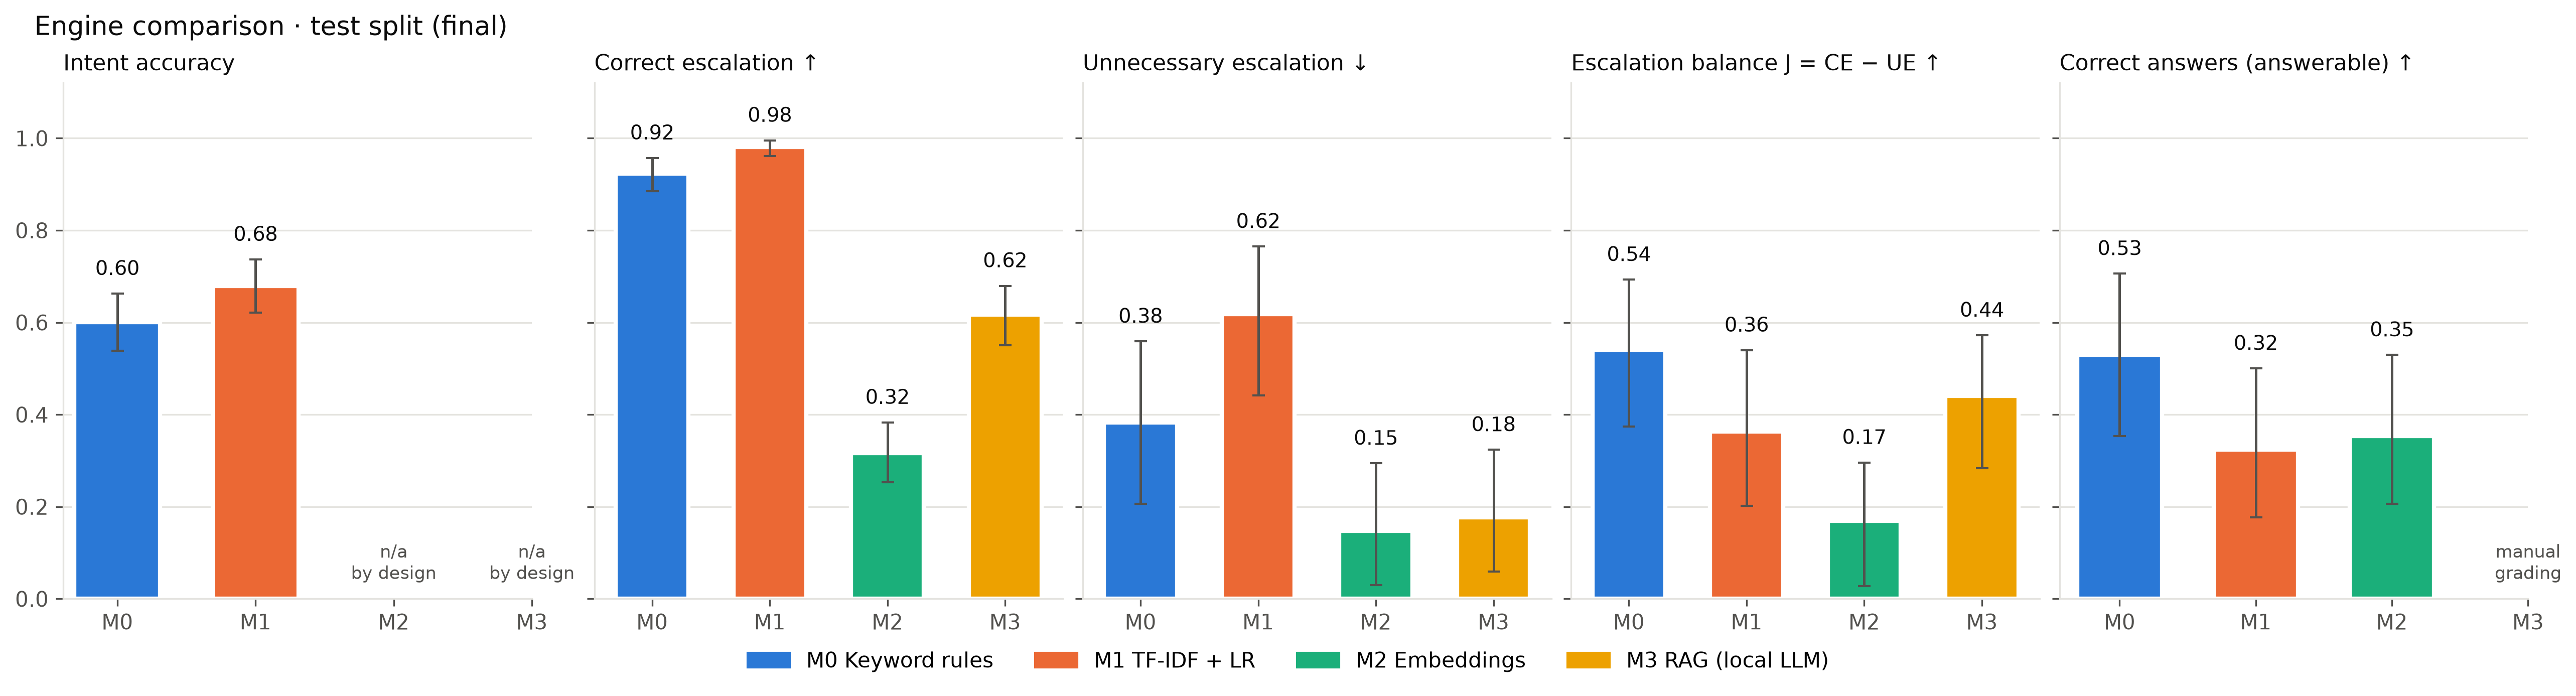 Engine comparison · test split (final)
Intent accuracy
Correct escalation ↑
Unnecessary escalation ↓
Escalation balance J = CE − UE ↑
Correct answers (answerable) ↑
1.0
0.8
0.6
0.4
0.2
0.0
0.60
0.68
n/a
by design
n/a
by design
M0
M1
M2
M3
0.92
0.98
0.32
0.62
M0
M1
M2
M3
0.38
0.62
0.15
0.18
M0
M1
M2
M3
0.54
0.36
0.17
0.44
M0
M1
M2
M3
0.53
0.32
0.35
manual
grading
M0
M1
M2
M3
M0 Keyword rules
M1 TF-IDF + LR
M2 Embeddings
M3 RAG (local LLM)